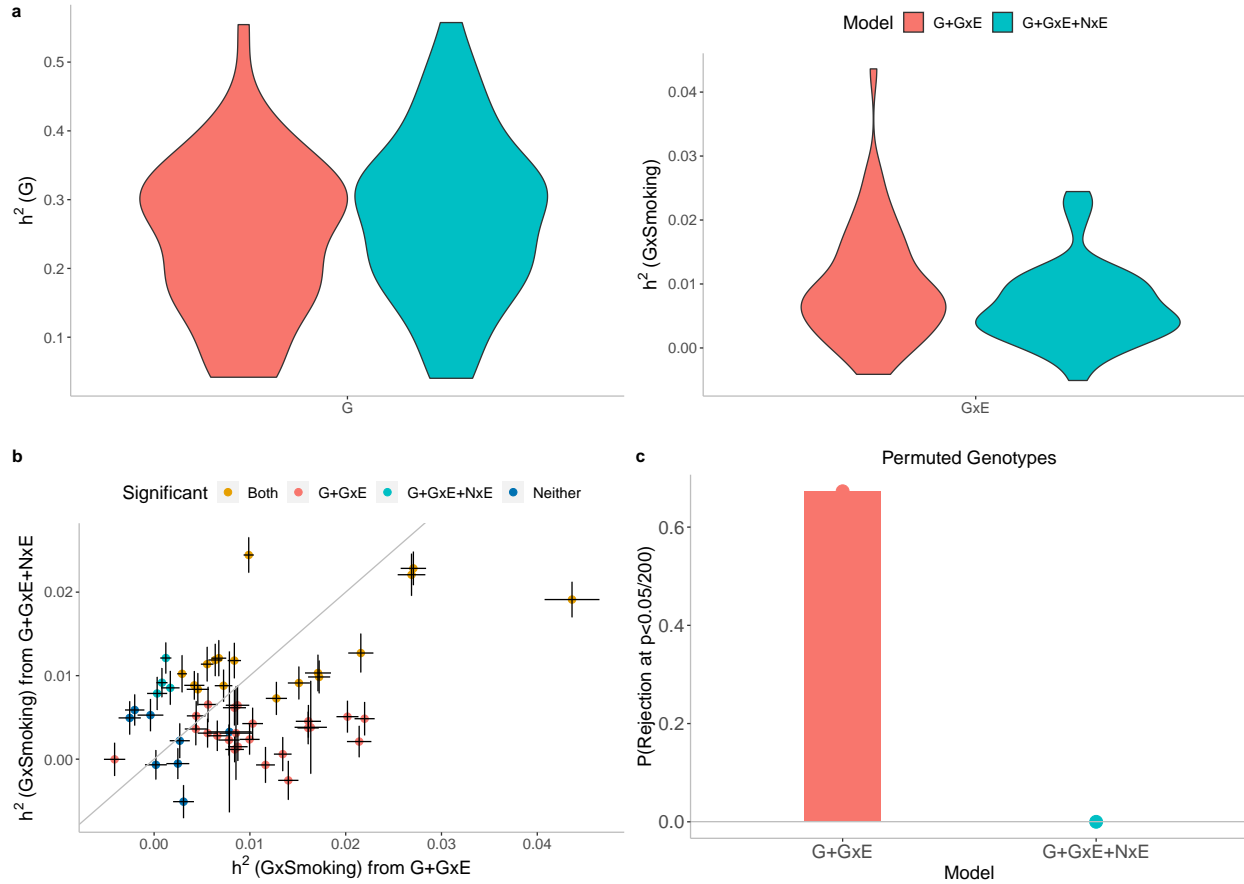 a
h² (G)
0.5
0.4
0.3
0.2
0.1
G
Model G+GxE G+GxE+NxE
h² (GxSmoking)
0.04
0.03
0.02
0.01
0.00
GxE
b
Significant Both G+GxE G+GxE+NxE Neither
h² (GxSmoking) from G+GxE+NxE
0.02
0.01
0.00
0.00 0.01 0.02 0.03 0.04
h² (GxSmoking) from G+GxE
c
Permuted Genotypes
P(Rejection at p<0.05/200)
0.6
0.4
0.2
0.0
G+GxE G+GxE+NxE
Model